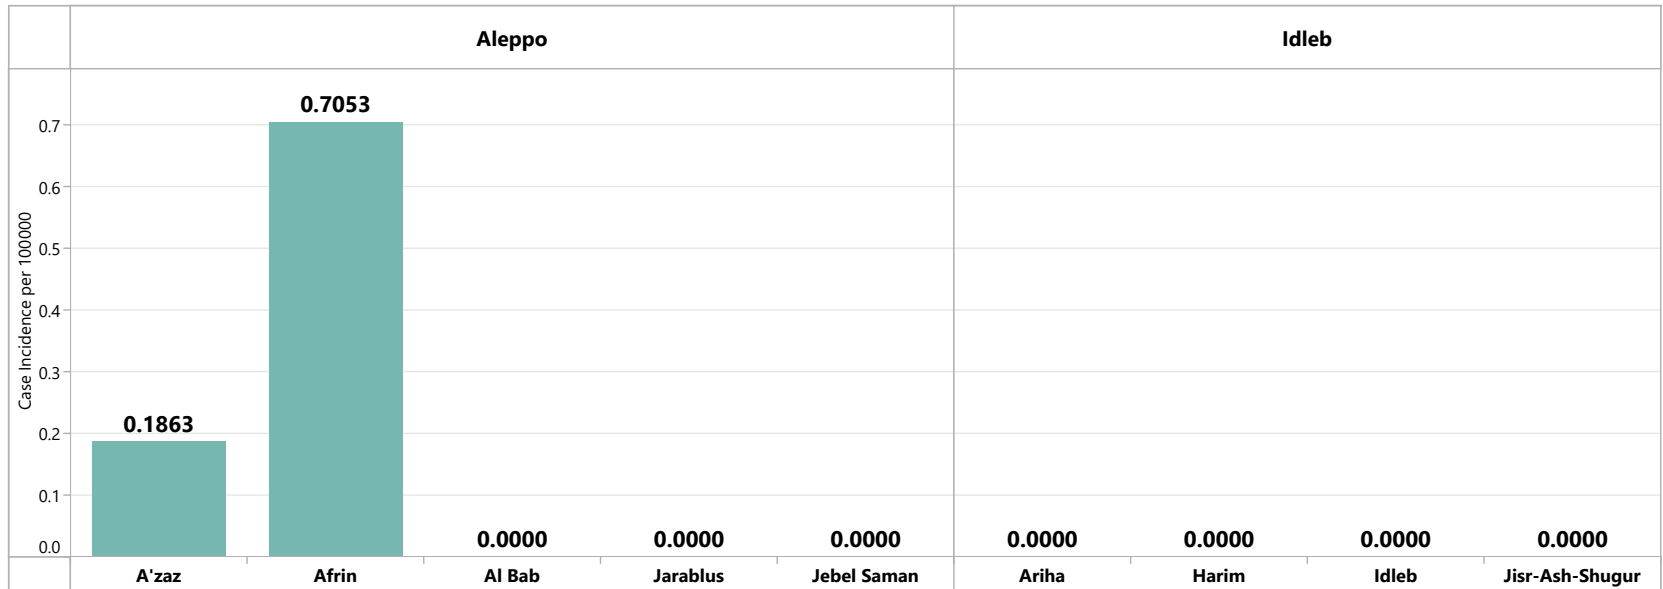 Aleppo
Idleb
Case Incidence per 100000
0.7
0.6
0.5
0.4
0.3
0.2
0.1
0.0
0.1863
0.7053
0.0000
0.0000
0.0000
0.0000
0.0000
0.0000
0.0000
A'zaz
Afrin
Al Bab
Jarablus
Jebel Saman
Ariha
Harim
Idleb
Jisr-Ash-Shugur